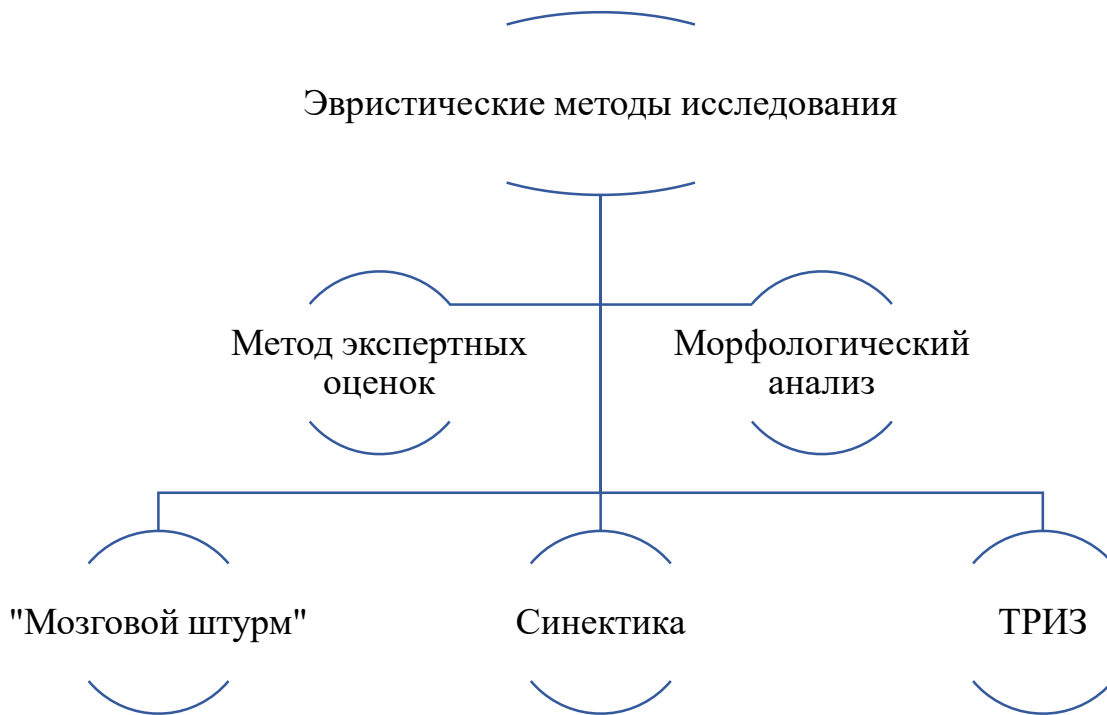 Эвристические методы исследования
Метод экспертных
оценок
Морфологический
анализ
"Мозговой штурм"
Синектика
ТРИЗ